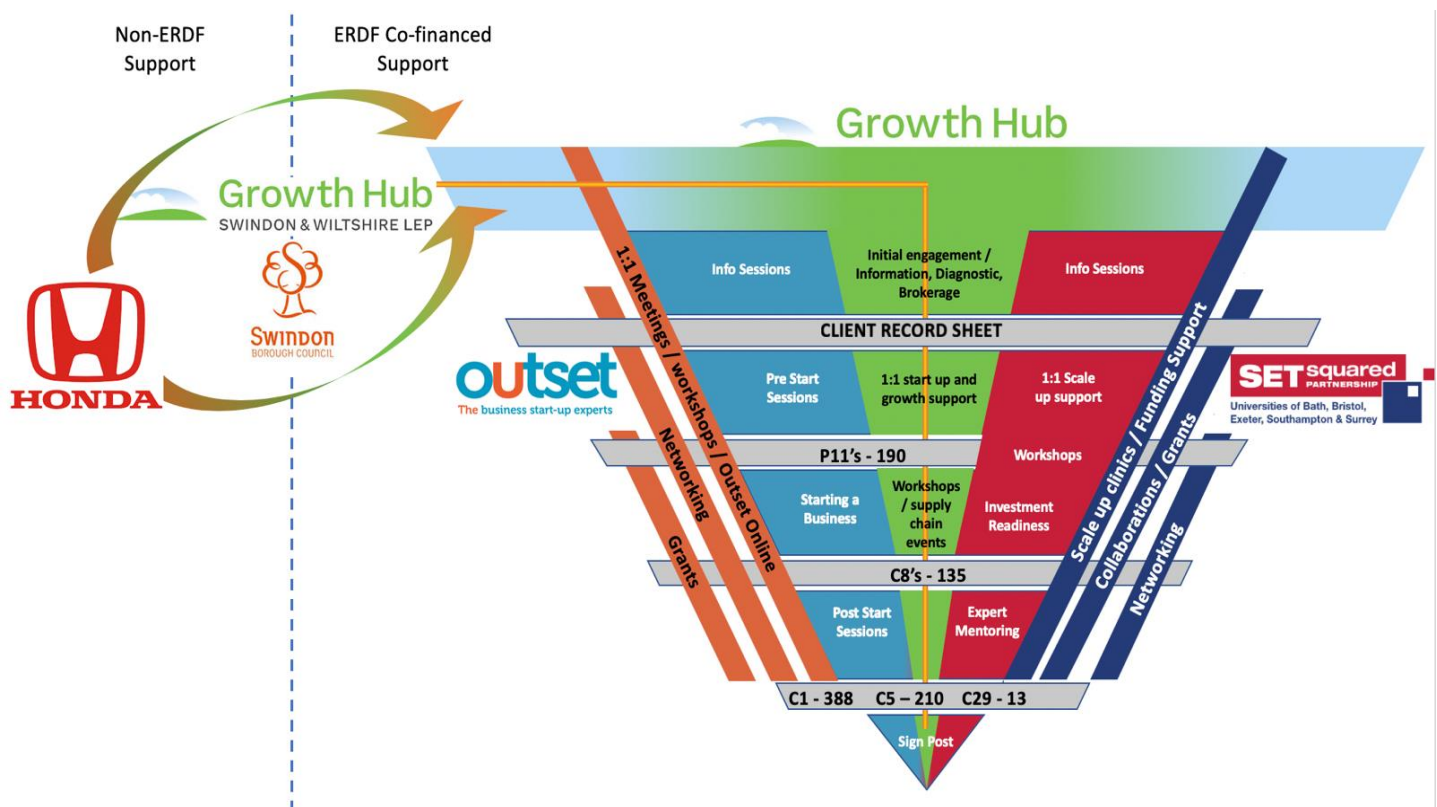 Non-ERDF
Support
ERDF Co-financed
Support
Growth Hub
Growth Hub
SWINDON & WILTSHIRE LEP
SWINDON
BOROUGH COUNCIL
HONDA
Info Sessions
Initial engagement /
Information, Diagnostic,
Brokerage
Info Sessions
CLIENT RECORD SHEET
outset
The business start-up experts
Pre Start
Sessions
1:1 start up and
growth support
1:1 Scale
up support
SETsquared
PARTNERSHIP
Universities of Bath, Bristol,
Exeter, Southampton & Surrey
P11's - 190
Workshops
Starting a
Business
Workshops
/ supply
chain
events
Investment
Readiness
C8's - 135
Post Start
Sessions
Expert
Mentoring
C1 - 388 C5 – 210 C29 - 13
Sign Post
1:1 Meetings / workshops / Outset Online
Networking
Grants
Scale up clinics / Funding Support
Collaborations / Grants
Networking